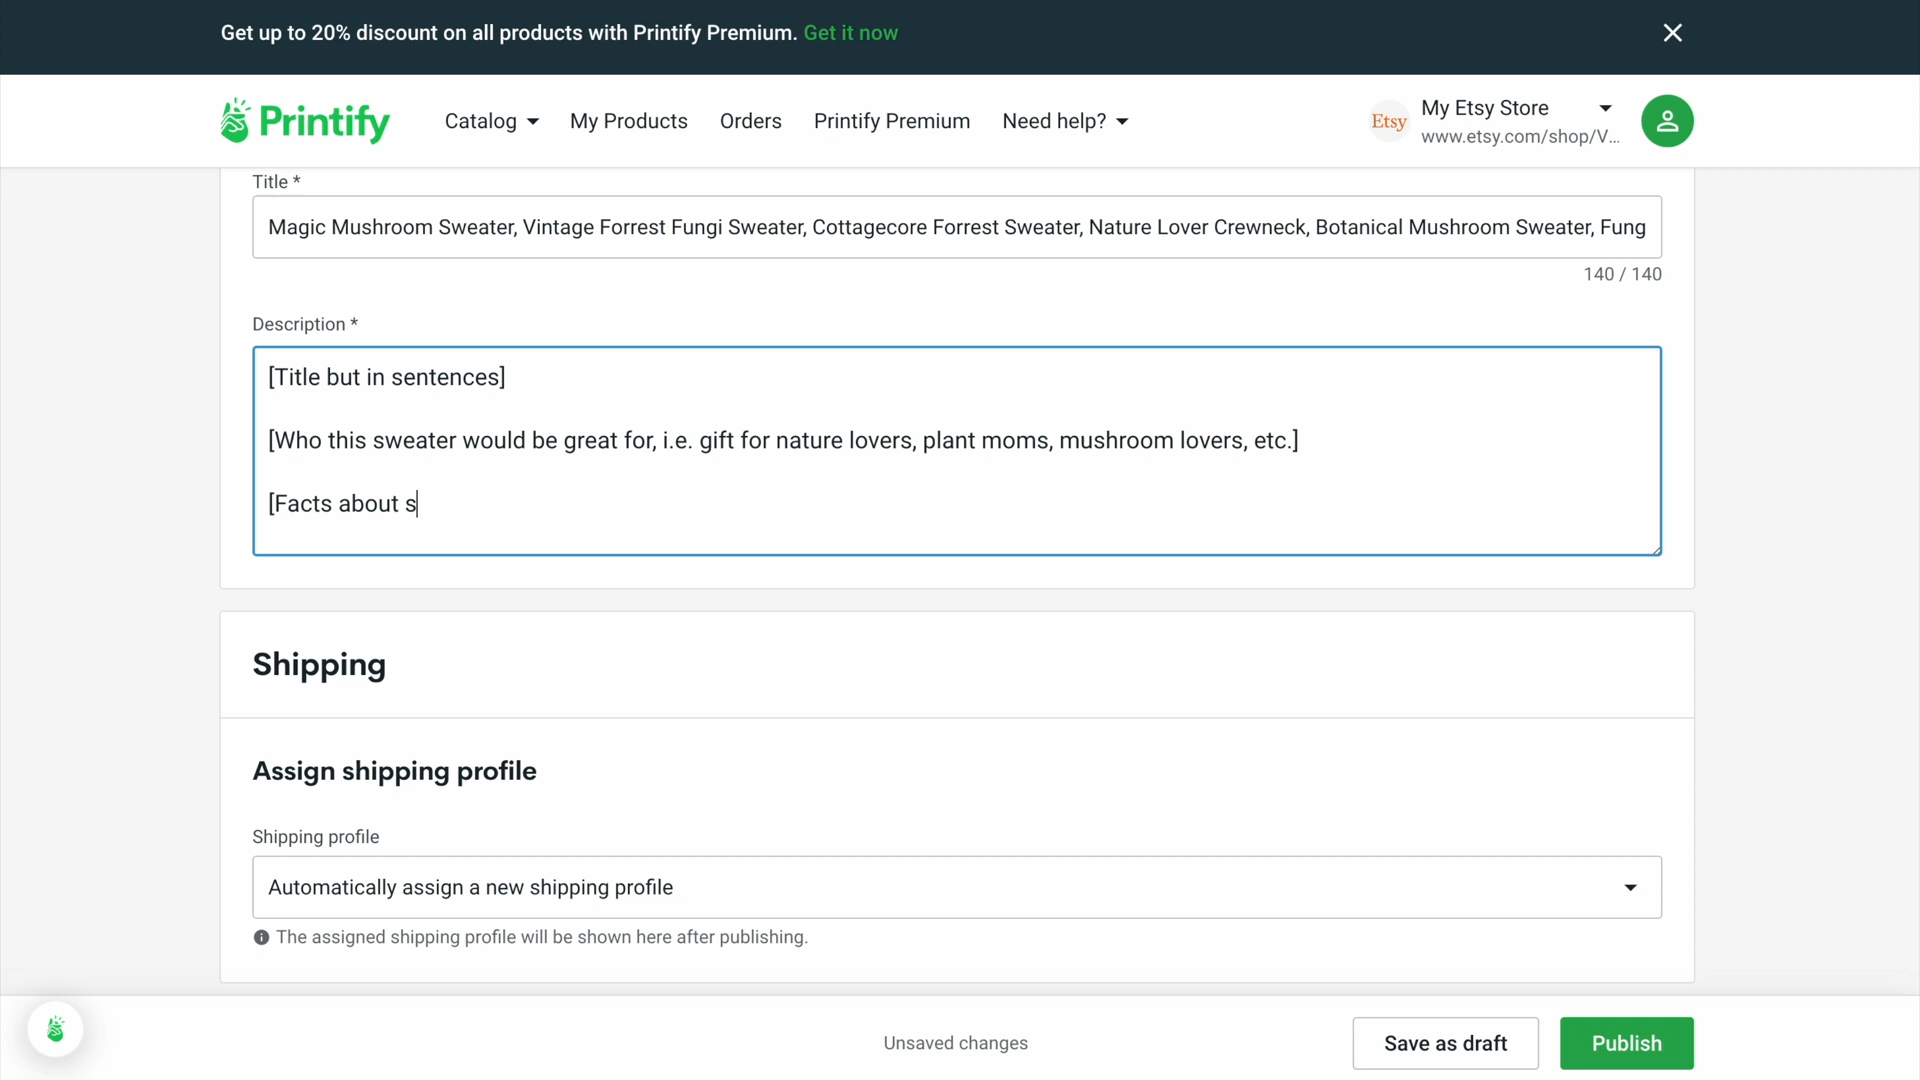 Get up to 20% discount on all products with Printify Premium. Get it now
Printify
Catalog
My Products
Orders
Printify Premium
Need help?
Etsy
My Etsy Store
www.etsy.com/shop/V...
Title *
Magic Mushroom Sweater, Vintage Forrest Fungi Sweater, Cottagecore Forrest Sweater, Nature Lover Crewneck, Botanical Mushroom Sweater, Fung
140 / 140
Description *
[Title but in sentences]
[Who this sweater would be great for, i.e. gift for nature lovers, plant moms, mushroom lovers, etc.]
[Facts about s
Shipping
Assign shipping profile
Shipping profile
Automatically assign a new shipping profile
The assigned shipping profile will be shown here after publishing.
Unsaved changes
Save as draft
Publish